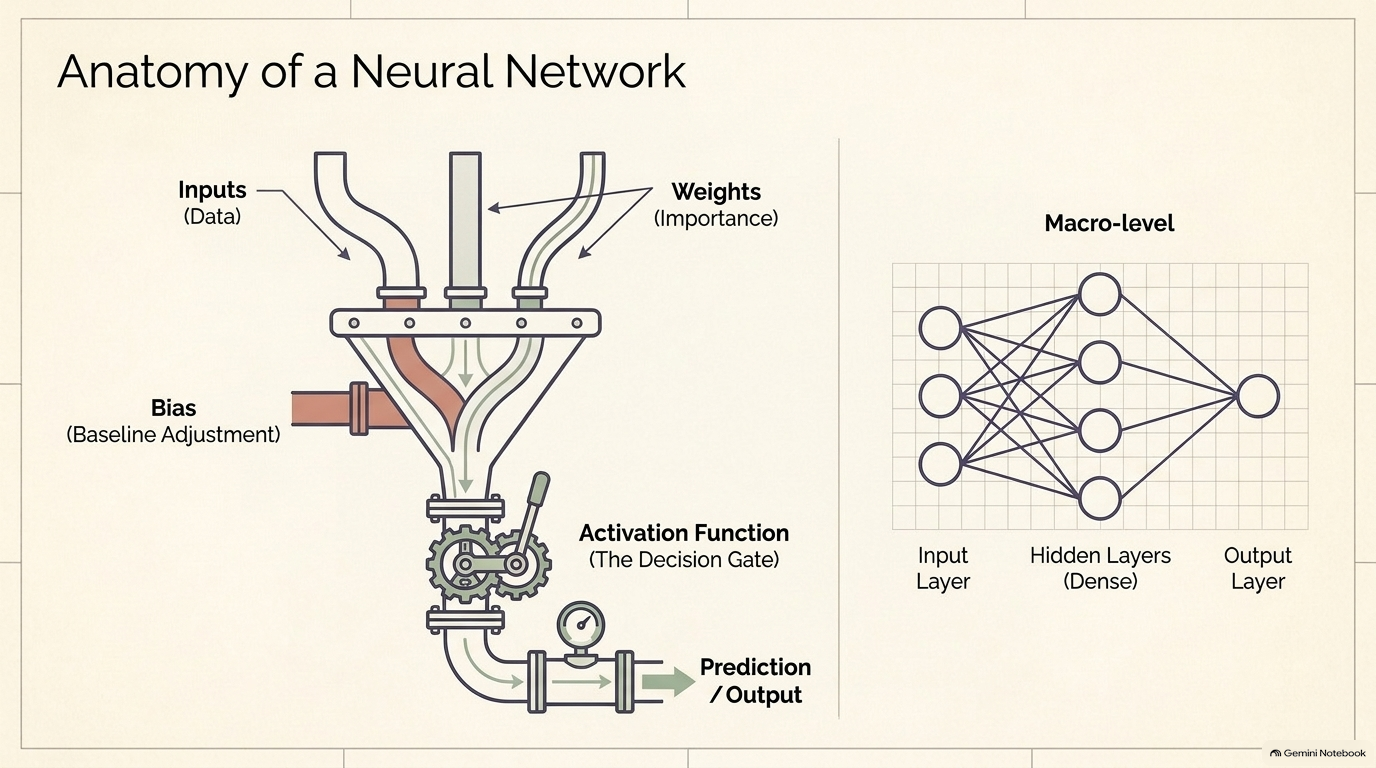 Anatomy of a Neural Network
Inputs
(Data)
Weights
(Importance)
Bias
(Baseline Adjustment)
Activation Function
(The Decision Gate)
Prediction
/ Output
Macro-level
Input
Layer
Hidden Layers
(Dense)
Output
Layer
Gemini Notebook